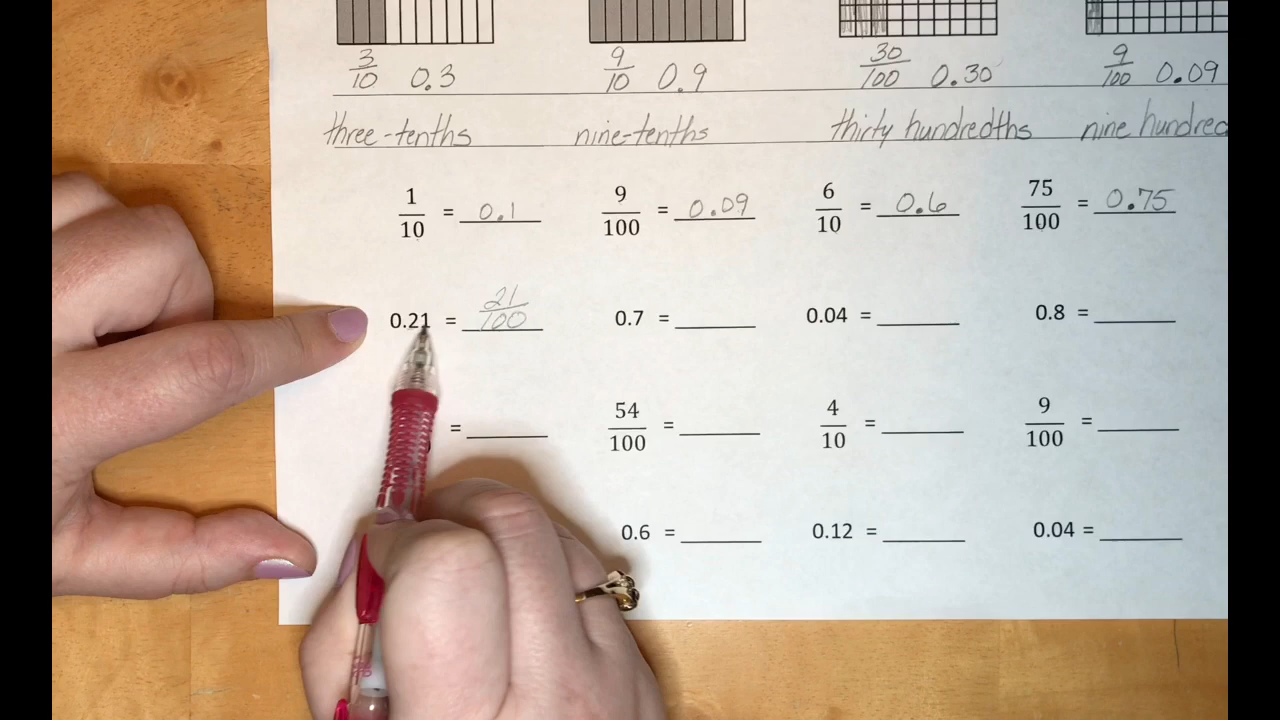 3/10 0.3 9/10 0.9 30/100 0.30 9/100 0.09
three-tenths nine-tenths thirty hundredths nine hundred
1/10 = 0.1 9/100 = 0.09 6/10 = 0.6 75/100 = 0.75
0.21 = 21/100 0.7 = 0.04 = 0.8 =
= 54/100 = 4/10 = 9/100 =
0.6 = 0.12 = 0.04 =